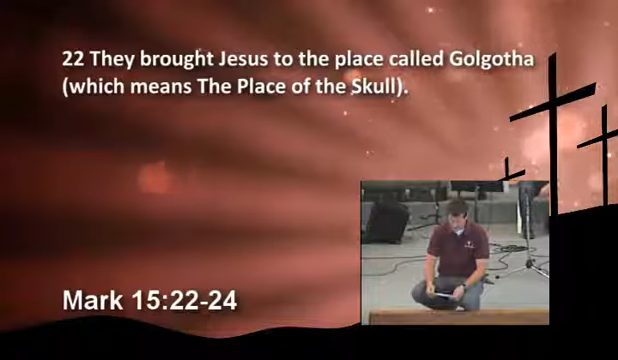 22 They brought Jesus to the place called Golgotha
(which means The Place of the Skull).
Mark 15:22-24